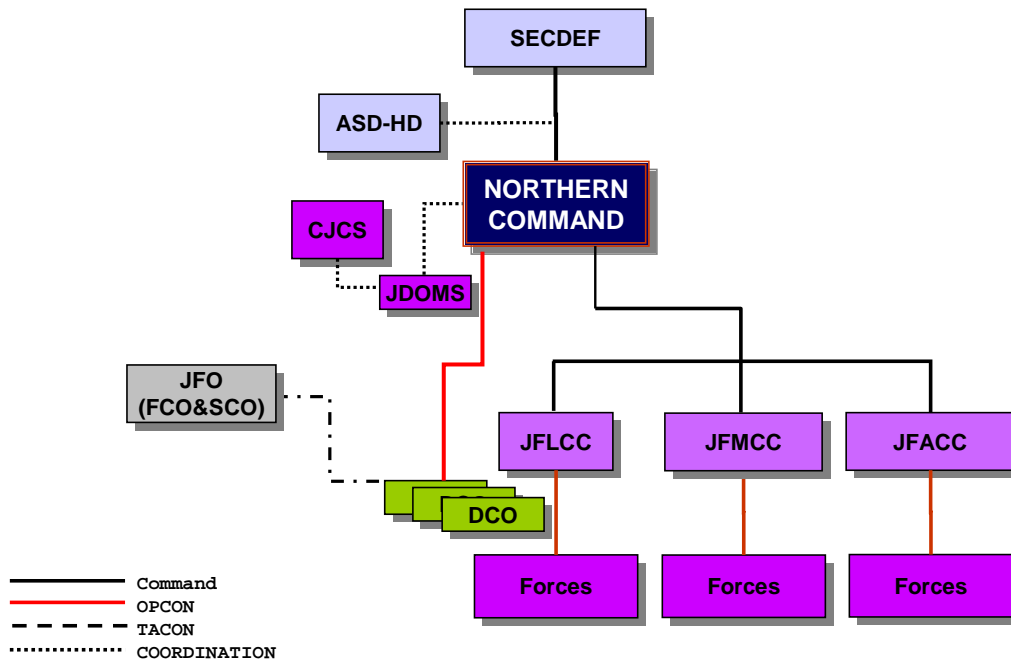 SECDEF
ASD-HD
NORTHERN
COMMAND
CJCS
JDOMS
JFO
(FCO&SCO)
JFLCC
JFMCC
JFACC
DCO
Forces
Forces
Forces
Command
OPCON
TACON
COORDINATION